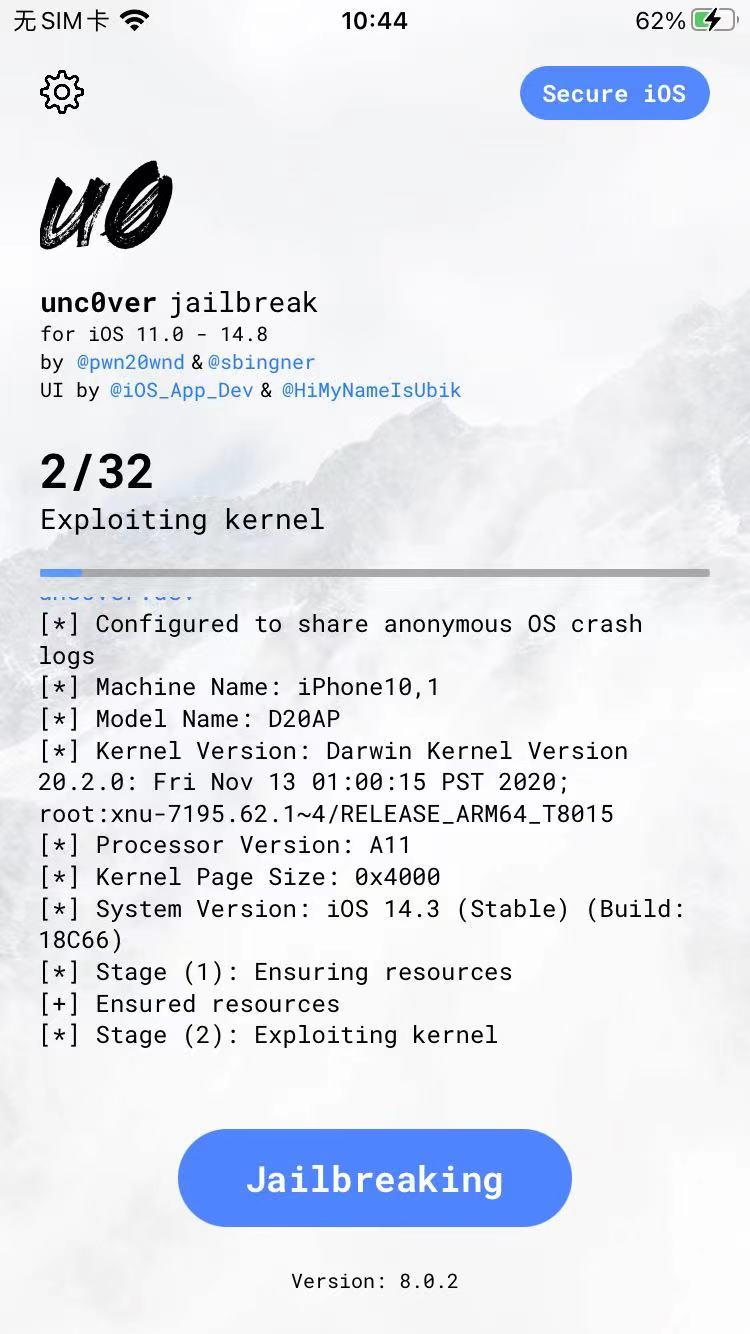 无SIM卡 10:44 62%
Secure iOS
u0
unc0ver jailbreak
for iOS 11.0 - 14.8
by @pwn20wnd & @sbingner
UI by @iOS_App_Dev & @HiMyNameIsUbik
2/32
Exploiting kernel
[*] Configured to share anonymous OS crash
logs
[*] Machine Name: iPhone10,1
[*] Model Name: D20AP
[*] Kernel Version: Darwin Kernel Version
20.2.0: Fri Nov 13 01:00:15 PST 2020;
root:xnu-7195.62.1~4/RELEASE_ARM64_T8015
[*] Processor Version: A11
[*] Kernel Page Size: 0x4000
[*] System Version: iOS 14.3 (Stable) (Build:
18C66)
[*] Stage (1): Ensuring resources
[+] Ensured resources
[*] Stage (2): Exploiting kernel
Jailbreaking
Version: 8.0.2